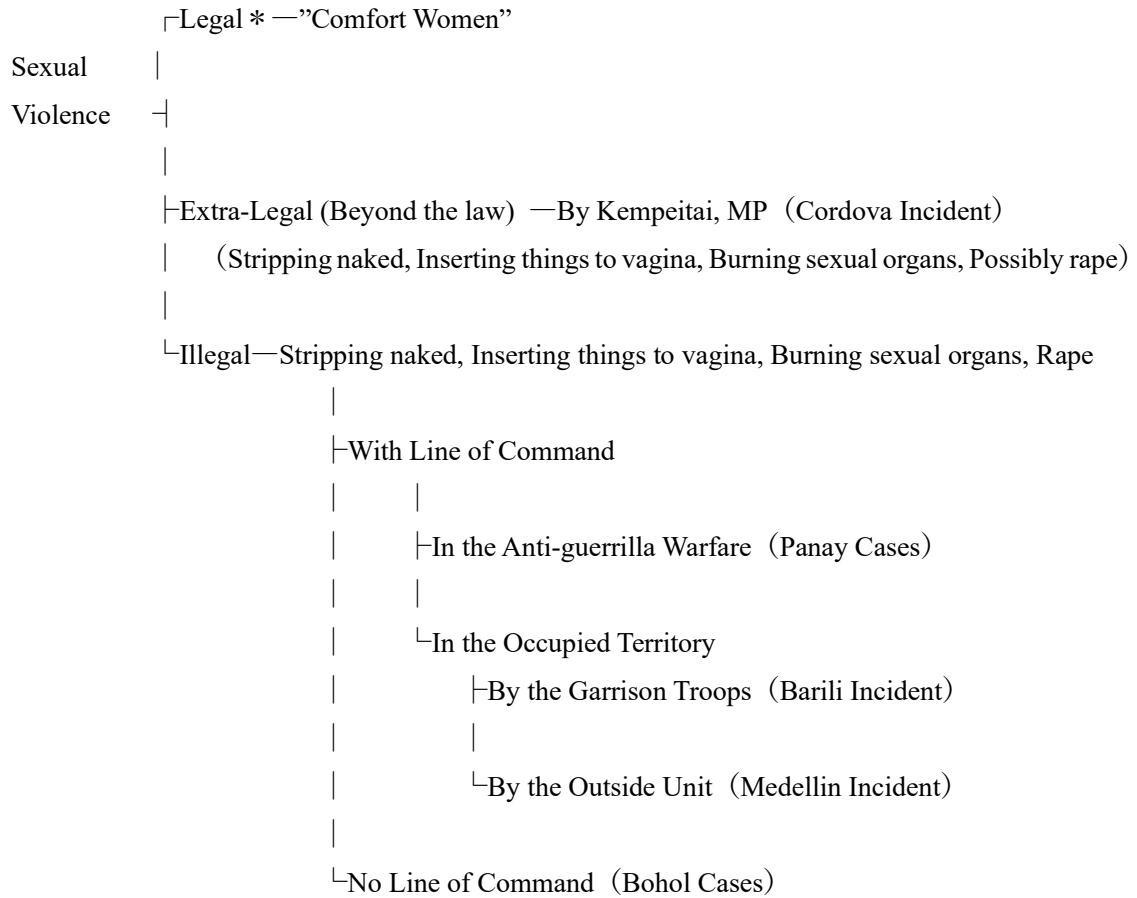 Legal＊―”Comfort Women”
Sexual
Violence
Extra-Legal (Beyond the law) ―By Kempeitai, MP（Cordova Incident）
（Stripping naked, Inserting things to vagina, Burning sexual organs, Possibly rape）
Illegal―Stripping naked, Inserting things to vagina, Burning sexual organs, Rape
With Line of Command
In the Anti-guerrilla Warfare（Panay Cases）
In the Occupied Territory
By the Garrison Troops（Barili Incident）
By the Outside Unit（Medellin Incident）
No Line of Command（Bohol Cases）